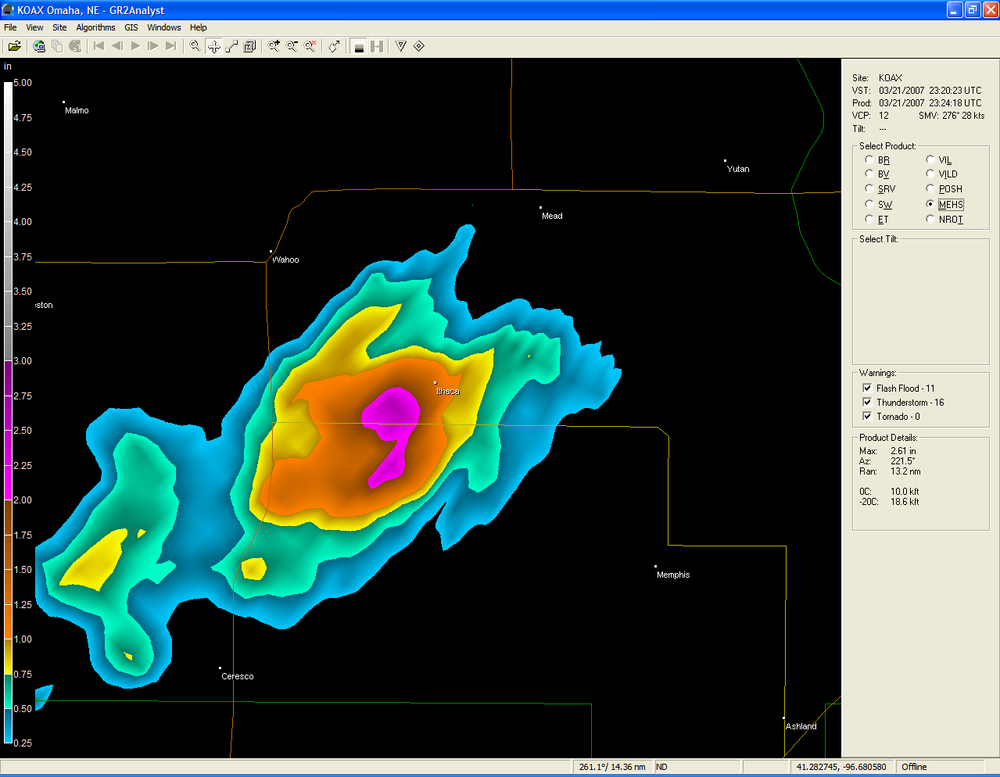 KOAX Omaha, NE - GR2Analyst
File View Site Algorithms GIS Windows Help
in
5.00
4.75
4.50
4.25
4.00
3.75
3.50
3.25
3.00
2.75
2.50
2.25
2.00
1.75
1.50
1.25
1.00
0.75
0.50
0.25
Malmo
Yutan
Mead
Wahoo
ston
Ithaca
Memphis
Ceresco
Ashland
Site: KOAX
VST: 03/21/2007 23:20:23 UTC
Prod: 03/21/2007 23:24:18 UTC
VCP: 12 SMV: 276° 28 kts
Tilt: ---
Select Product:
BR VIL
BV VILD
SRV POSH
SW MEHS
ET NROT
Select Tilt:
Warnings:
Flash Flood - 11
Thunderstorm - 16
Tornado - 0
Product Details:
Max: 2.61 in
Az: 221.5°
Ran: 13.2 nm
0C: 10.0 kft
-20C: 18.6 kft
261.1°/ 14.36 nm ND 41.282745, -96.680580 Offline